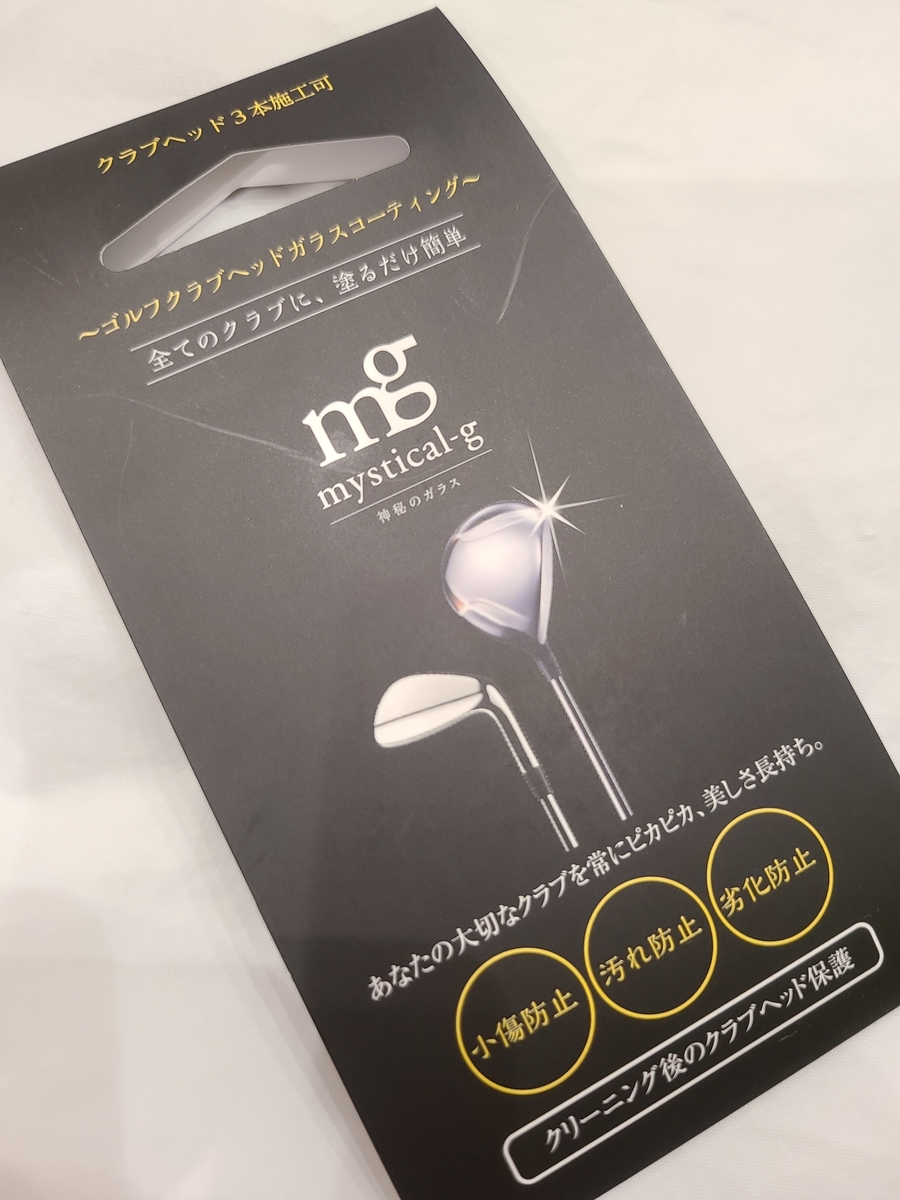 クラブヘッド3本施工可
～ゴルフクラブヘッドガラスコーティング～
全てのクラブに、塗るだけ簡単
mg
mystical-g
神秘のガラス
あなたの大切なクラブを常にピカピカ、美しさ長持ち。
小傷防止
汚れ防止
劣化防止
クリーニング後のクラブヘッド保護